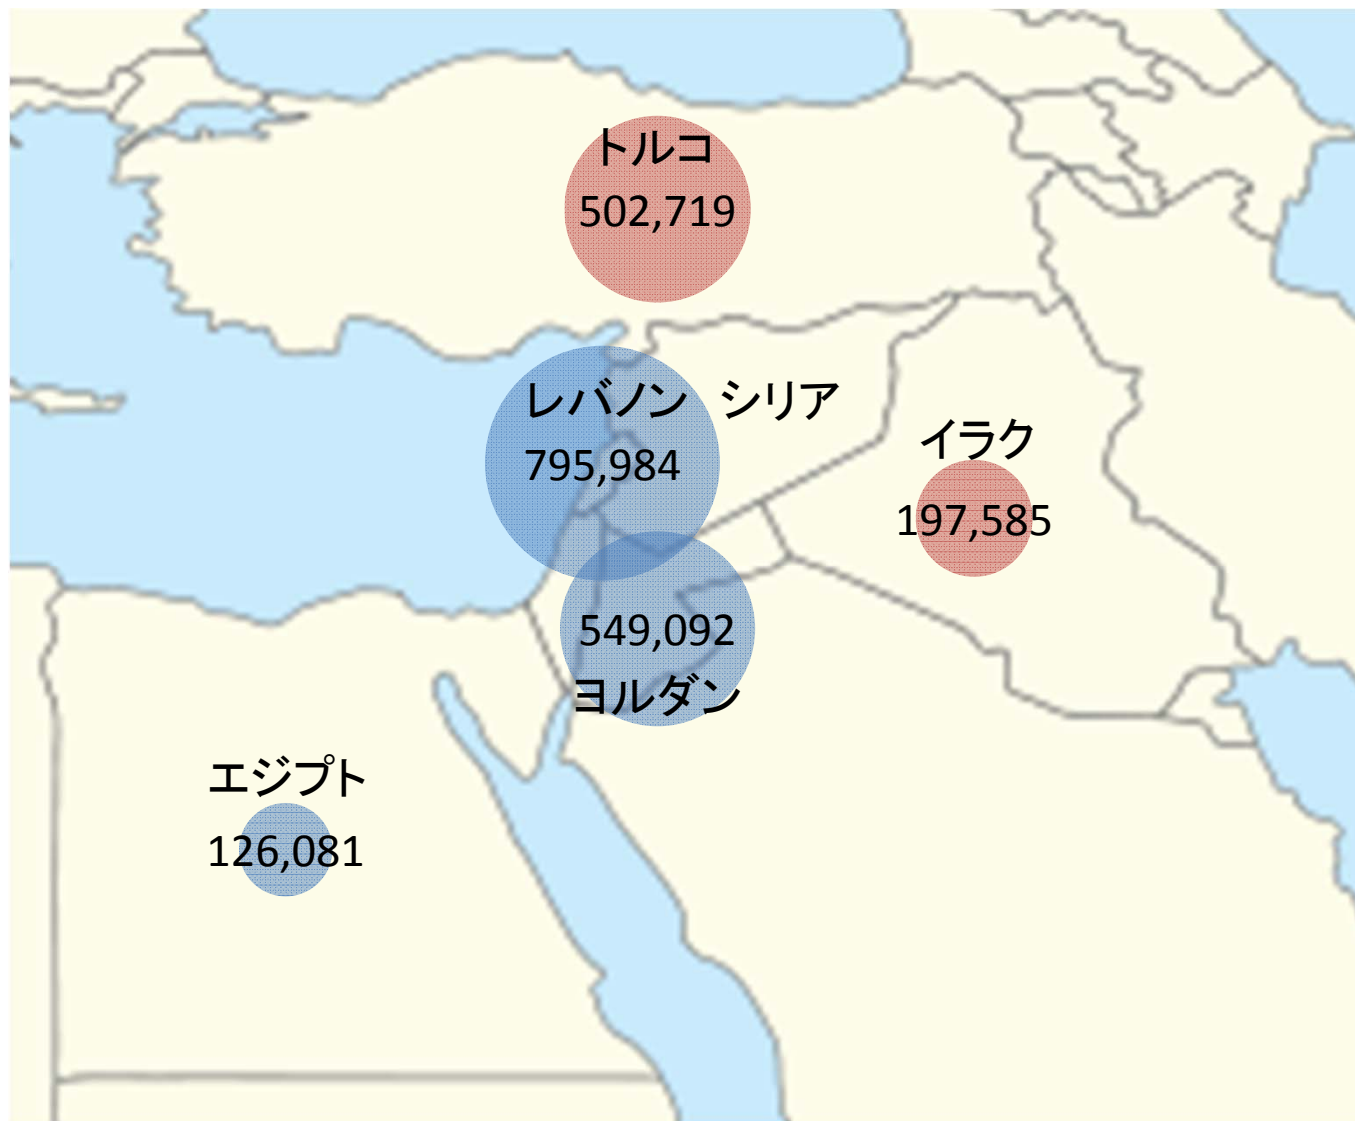 トルコ
502,719
レバノン
シリア
795,984
イラク
197,585
549,092
ヨルダン
エジプト
126,081